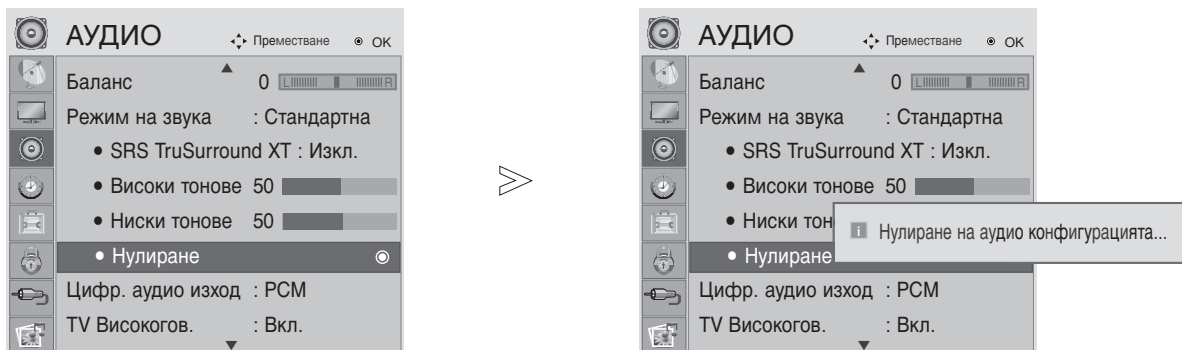 АУДИО Преместване OK
Баланс 0 L R
Режим на звука : Стандартна
• SRS TruSurround XT : Изкл.
• Високи тонове 50
• Ниски тонове 50
• Нулиране
Цифр. аудио изход : PCM
TV Високогов. : Вкл.
АУДИО Преместване OK
Баланс 0 L R
Режим на звука : Стандартна
• SRS TruSurround XT : Изкл.
• Високи тонове 50
• Ниски тон
i Нулиране на аудио конфигурацията...
• Нулиране
Цифр. аудио изход : PCM
TV Високогов. : Вкл.